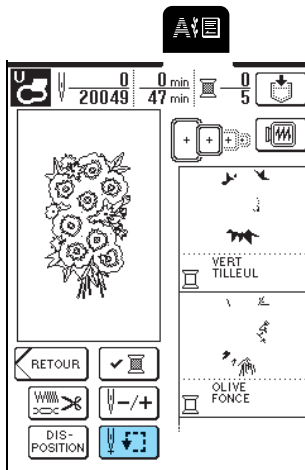 A
U
0 0 min 0
20049 47 min 5
VERT
TILLEUL
RETOUR
OLIVE
FONCE
-/+
DIS-
POSITION